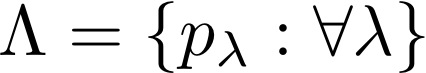 Λ = {p_λ : ∀λ}